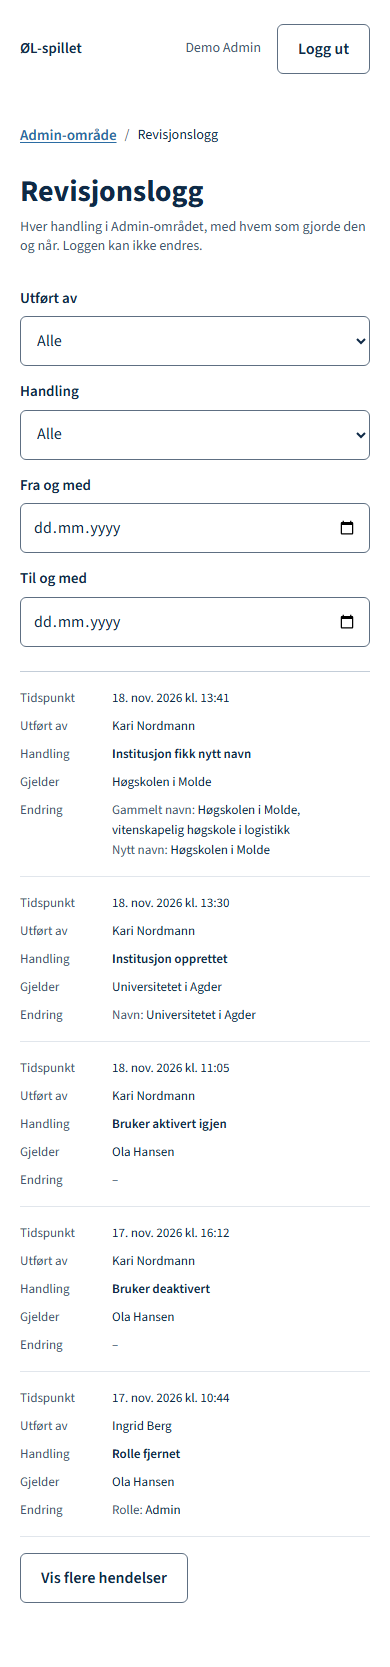 ØL-spillet
Demo Admin
Logg ut
Admin-område / Revisjonslogg
Revisjonslogg
Hver handling i Admin-området, med hvem som gjorde den
og når. Loggen kan ikke endres.
Utført av
Alle
Handling
Alle
Fra og med
dd.mm.yyyy
Til og med
dd.mm.yyyy
Tidspunkt 18. nov. 2026 kl. 13:41
Utført av Kari Nordmann
Handling Institusjon fikk nytt navn
Gjelder Høgskolen i Molde
Endring Gammelt navn: Høgskolen i Molde,
vitenskapelig høgskole i logistikk
Nytt navn: Høgskolen i Molde
Tidspunkt 18. nov. 2026 kl. 13:30
Utført av Kari Nordmann
Handling Institusjon opprettet
Gjelder Universitetet i Agder
Endring Navn: Universitetet i Agder
Tidspunkt 18. nov. 2026 kl. 11:05
Utført av Kari Nordmann
Handling Bruker aktivert igjen
Gjelder Ola Hansen
Endring –
Tidspunkt 17. nov. 2026 kl. 16:12
Utført av Kari Nordmann
Handling Bruker deaktivert
Gjelder Ola Hansen
Endring –
Tidspunkt 17. nov. 2026 kl. 10:44
Utført av Ingrid Berg
Handling Rolle fjernet
Gjelder Ola Hansen
Endring Rolle: Admin
Vis flere hendelser